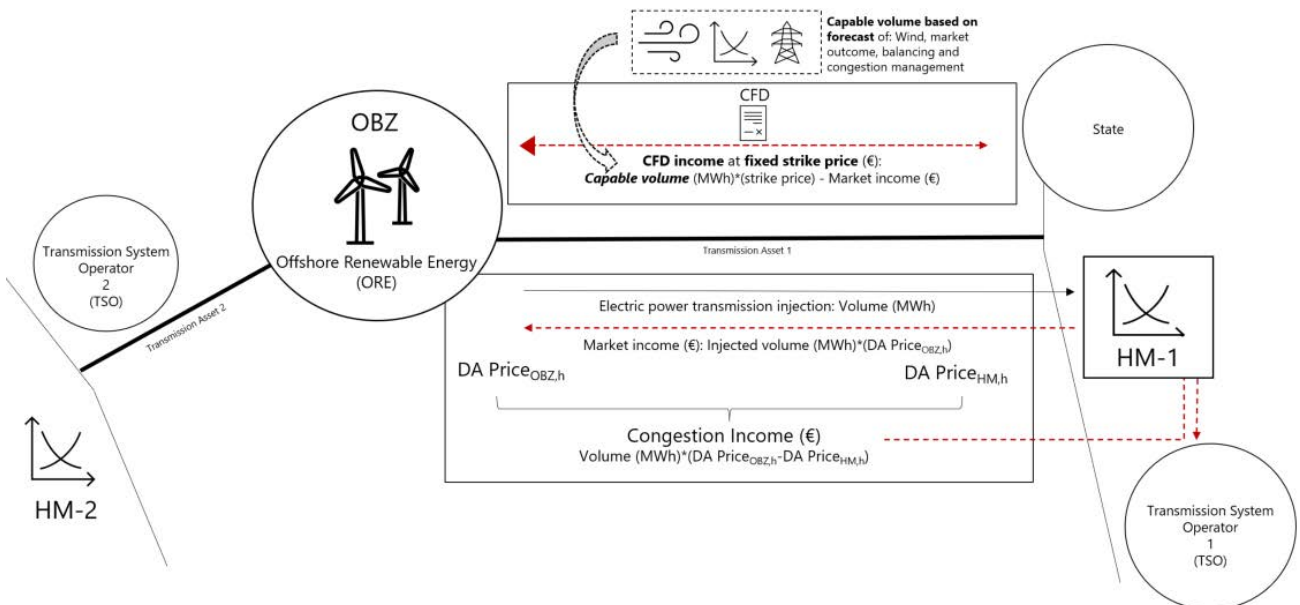 Capable volume based on
forecast of: Wind, market
outcome, balancing and
congestion management
OBZ
CFD
State
CFD income at fixed strike price (€):
Capable volume (MWh)*(strike price) - Market income (€)
Transmission System
Operator
2
(TSO)
Offshore Renewable Energy
(ORE)
Transmission Asset 1
Transmission Asset 2
Electric power transmission injection: Volume (MWh)
Market income (€): Injected volume (MWh)*(DA PriceOBZ,h)
HM-1
DA PriceOBZ,h
DA PriceHM,h
Congestion Income (€)
Volume (MWh)*(DA PriceOBZ,h-DA PriceHM,h)
HM-2
Transmission System
Operator
1
(TSO)